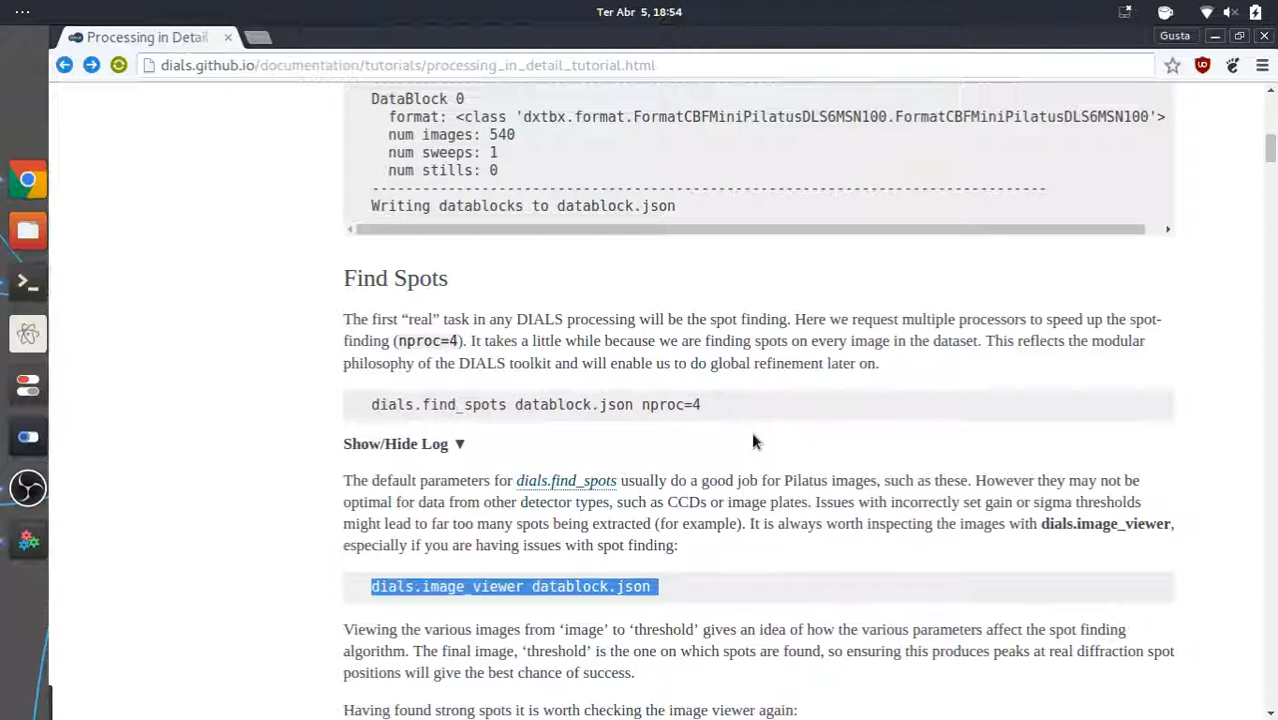 Ter Abr  5, 18:54
Processing in Detail
Gusta
dials.github.io/documentation/tutorials/processing_in_detail_tutorial.html
DataBlock 0
format: <class 'dxtbx.format.FormatCBFMiniPilatusDLS6MSN100.FormatCBFMiniPilatusDLS6MSN100'>
num images: 540
num sweeps: 1
num stills: 0
--------------------------------------------------------------------------------
Writing datablocks to datablock.json
Find Spots
The first “real” task in any DIALS processing will be the spot finding. Here we request multiple processors to speed up the spot-
finding (nproc=4). It takes a little while because we are finding spots on every image in the dataset. This reflects the modular
philosophy of the DIALS toolkit and will enable us to do global refinement later on.
dials.find_spots datablock.json nproc=4
Show/Hide Log ▼
The default parameters for dials.find_spots usually do a good job for Pilatus images, such as these. However they may not be
optimal for data from other detector types, such as CCDs or image plates. Issues with incorrectly set gain or sigma thresholds
might lead to far too many spots being extracted (for example). It is always worth inspecting the images with dials.image_viewer,
especially if you are having issues with spot finding:
dials.image_viewer datablock.json
Viewing the various images from ‘image’ to ‘threshold’ gives an idea of how the various parameters affect the spot finding
algorithm. The final image, ‘threshold’ is the one on which spots are found, so ensuring this produces peaks at real diffraction spot
positions will give the best chance of success.
Having found strong spots it is worth checking the image viewer again: